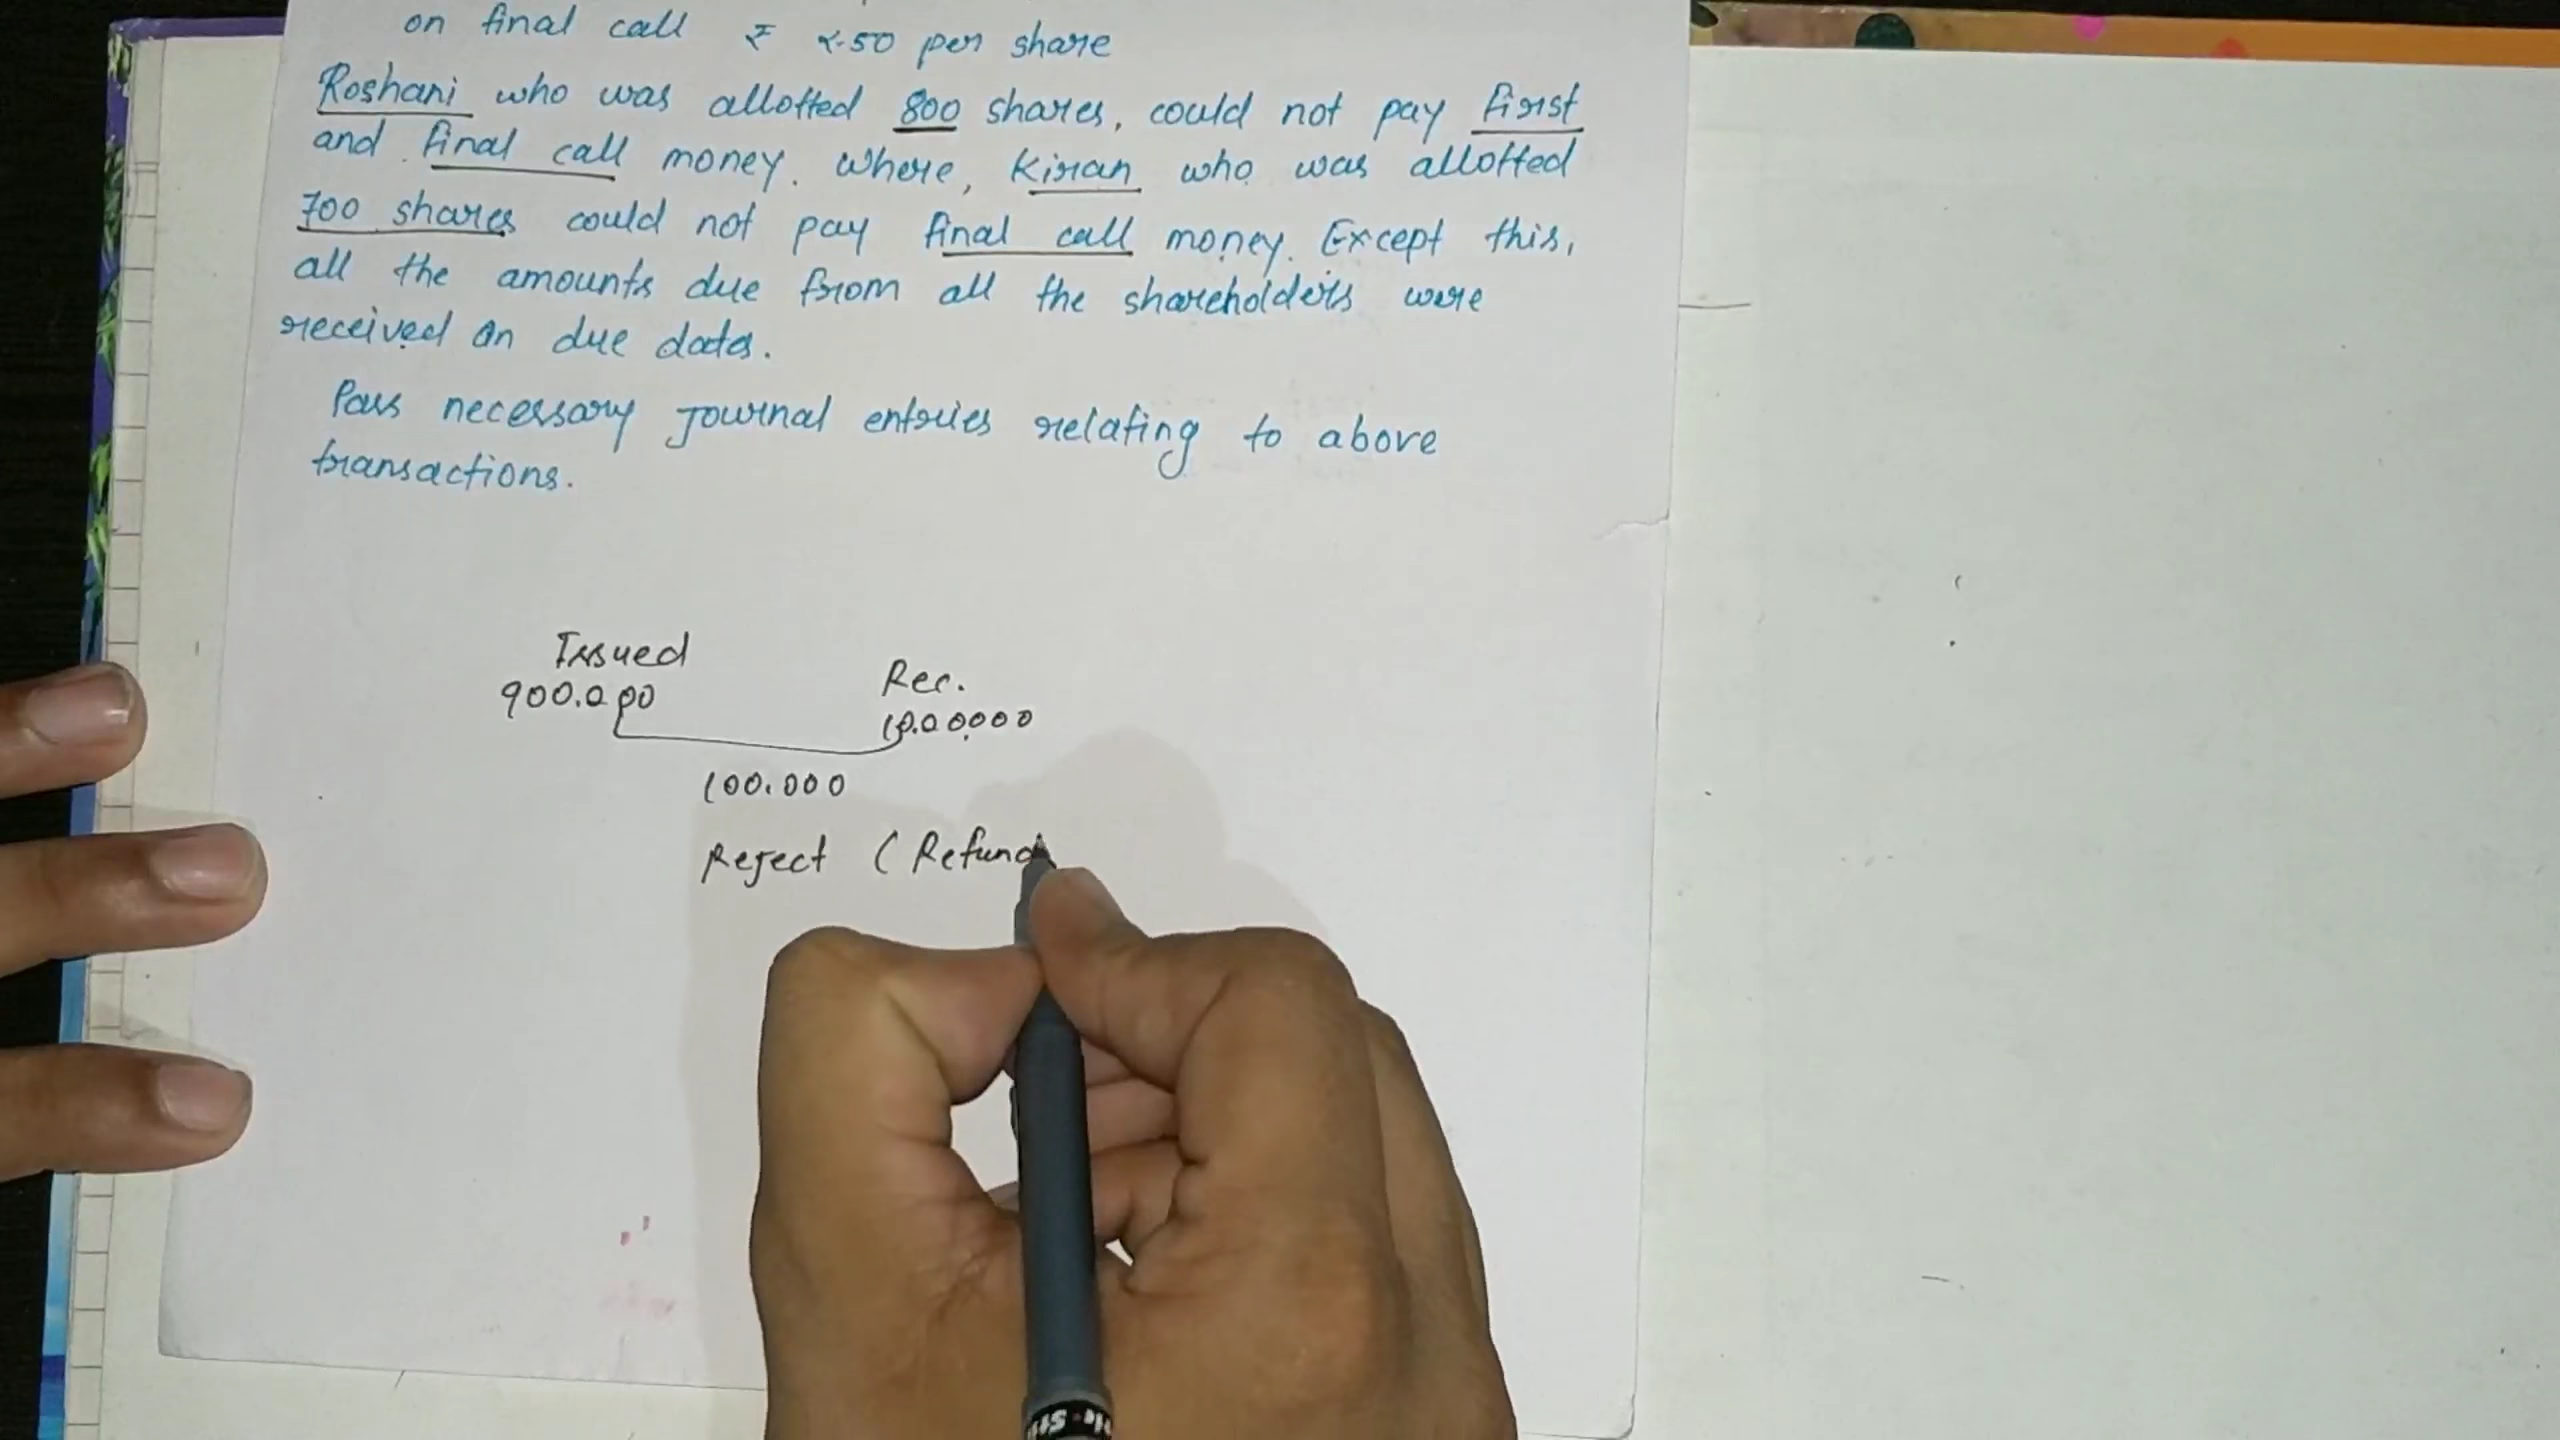 on final call ₹ 2.50 per share
Roshani who was allotted 800 shares, could not pay first
and final call money. Where, Kiran who was allotted
700 shares could not pay final call money. Except this,
all the amounts due from all the shareholders were
received on due dates.
Pass necessary Journal entries relating to above
transactions.
Issued
900.000
Rec.
10.00000
100.000
Reject (Refund